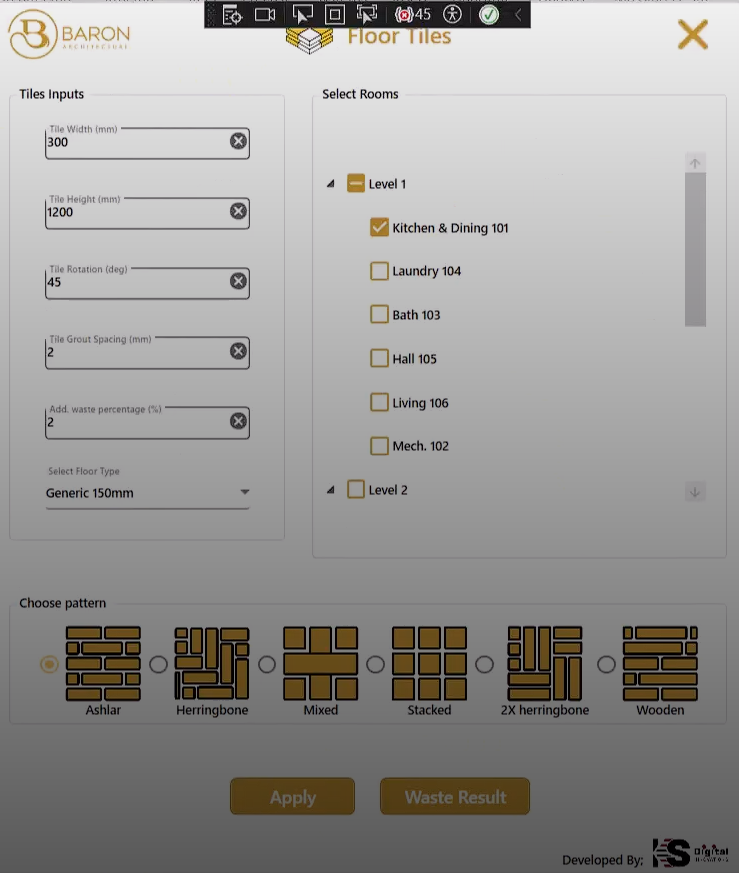 45
BARON
ARCHITECTURE
Floor Tiles
Tiles Inputs
Tile Width (mm)
300
Tile Height (mm)
1200
Tile Rotation (deg)
45
Tile Grout Spacing (mm)
2
Add. waste percentage (%)
2
Select Floor Type
Generic 150mm
Select Rooms
Level 1
Kitchen & Dining 101
Laundry 104
Bath 103
Hall 105
Living 106
Mech. 102
Level 2
Choose pattern
Ashlar
Herringbone
Mixed
Stacked
2X herringbone
Wooden
Apply
Waste Result
Developed By;
KS
Digital